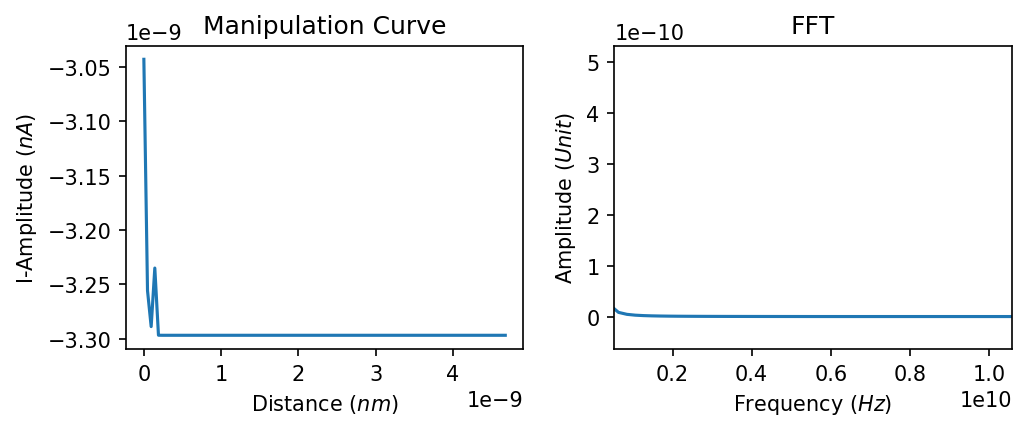 1e−9 Manipulation Curve
−3.05
−3.10
−3.15
−3.20
−3.25
−3.30
I-Amplitude (nA)
0 1 2 3 4
Distance (nm) 1e−9
1e−10 FFT
5
4
3
2
1
0
Amplitude (Unit)
0.2 0.4 0.6 0.8 1.0
Frequency (Hz) 1e10